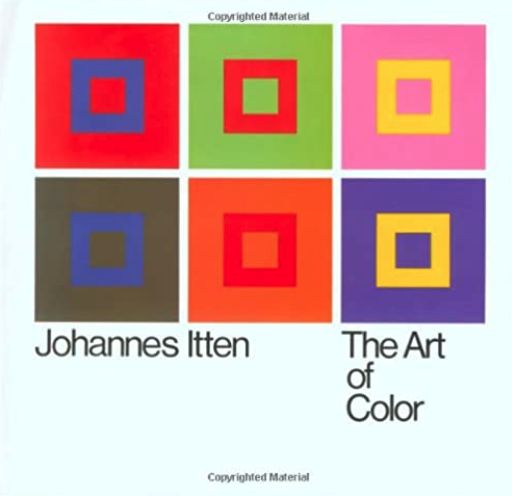 Copyrighted Material
Johannes Itten
The Art
of
Color
Copyrighted Material